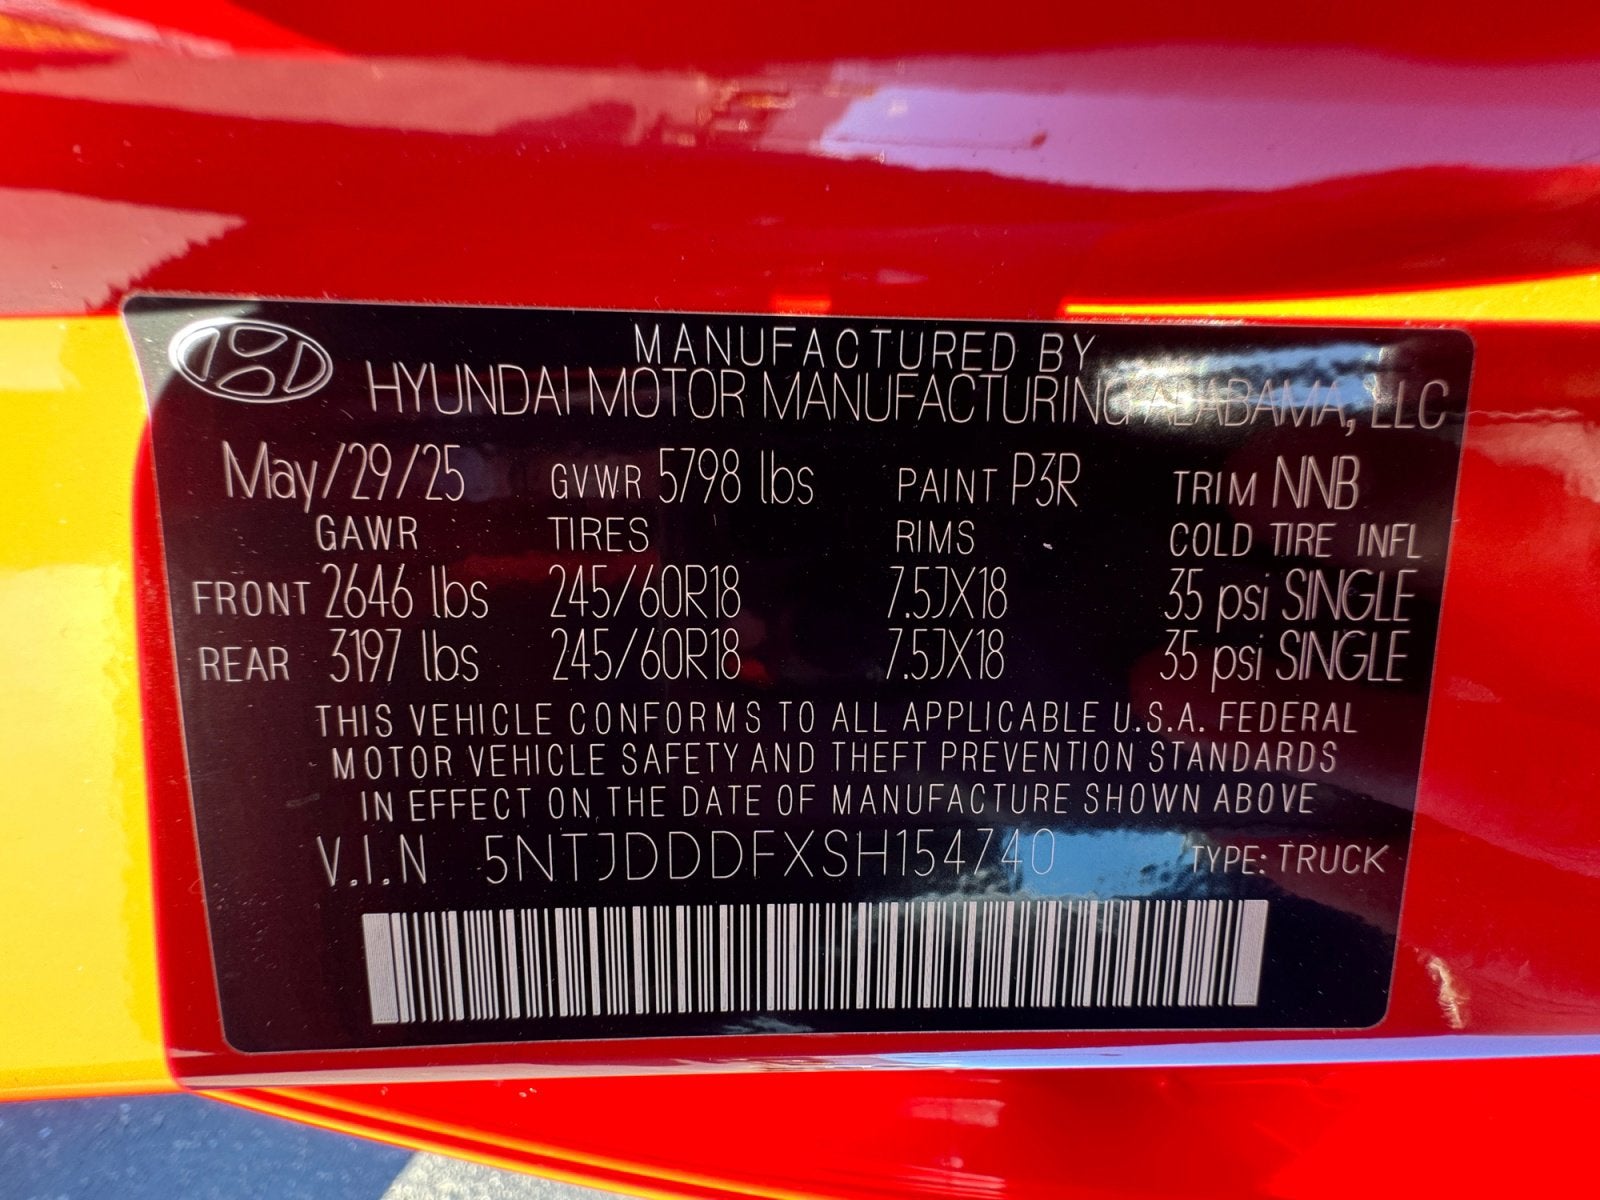 MANUFACTURED BY
HYUNDAI MOTOR MANUFACTURING ALABAMA, LLC
May/29/25 GVWR 5798 lbs PAINT P3R TRIM NNB
GAWR TIRES RIMS COLD TIRE INFL
FRONT 2646 lbs 245/60R18 7.5JX18 35 psi SINGLE
REAR 3197 lbs 245/60R18 7.5JX18 35 psi SINGLE
THIS VEHICLE CONFORMS TO ALL APPLICABLE U.S.A. FEDERAL
MOTOR VEHICLE SAFETY AND THEFT PREVENTION STANDARDS
IN EFFECT ON THE DATE OF MANUFACTURE SHOWN ABOVE
V.I.N 5NTJDDDFXSH154740 TYPE: TRUCK